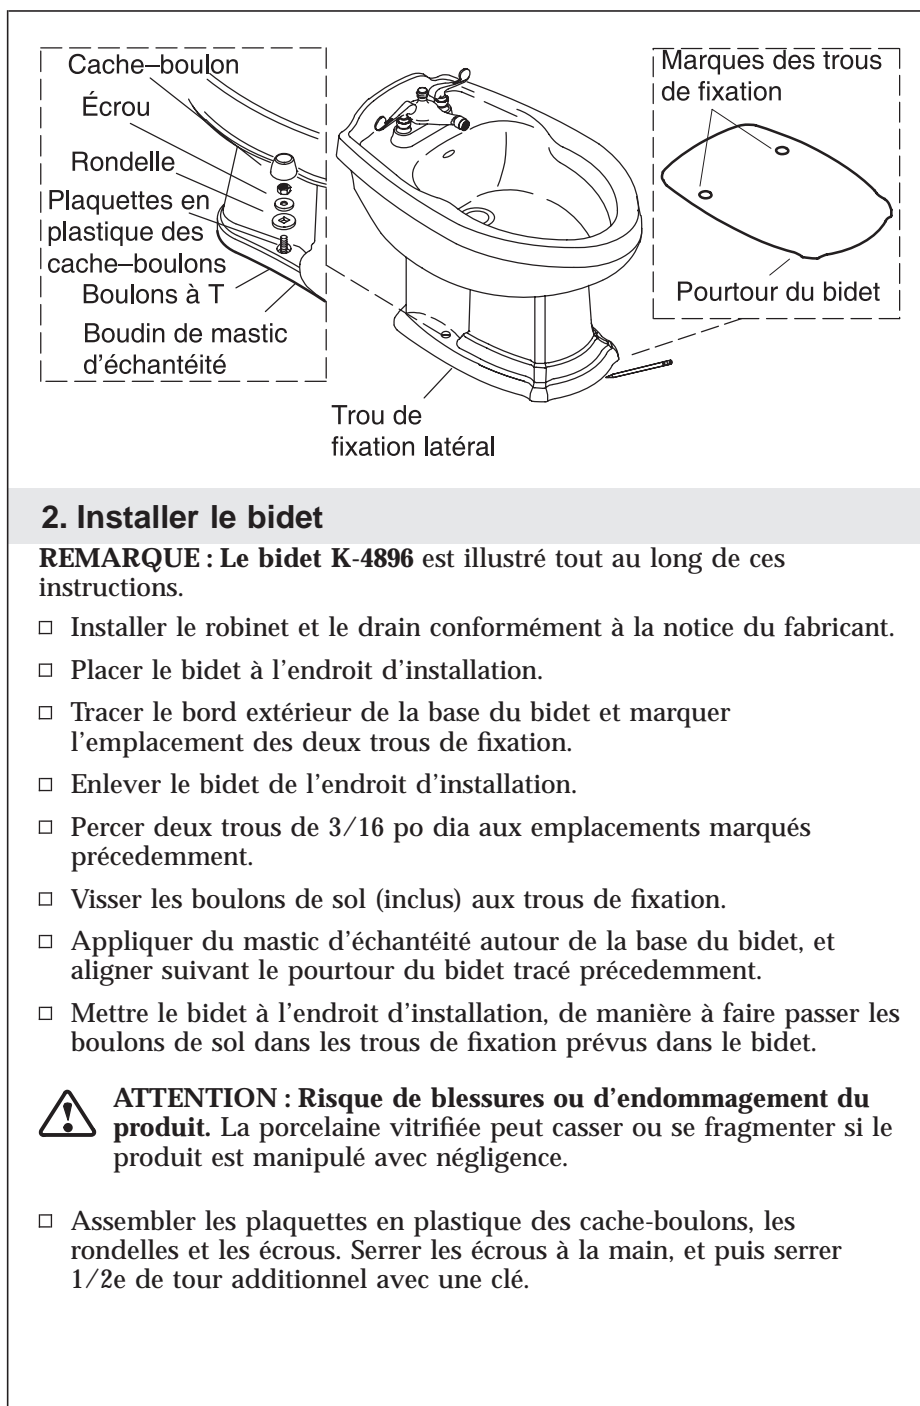 Cache–boulon
Écrou
Rondelle
Plaquettes en
plastique des
cache–boulons
Boulons à T
Boudin de mastic
d’échantéité
Trou de
fixation latéral
Marques des trous
de fixation
Pourtour du bidet
2. Installer le bidet
REMARQUE : Le bidet K-4896 est illustré tout au long de ces
instructions.
□ Installer le robinet et le drain conformément à la notice du fabricant.
□ Placer le bidet à l’endroit d’installation.
□ Tracer le bord extérieur de la base du bidet et marquer
l’emplacement des deux trous de fixation.
□ Enlever le bidet de l’endroit d’installation.
□ Percer deux trous de 3/16 po dia aux emplacements marqués
précedemment.
□ Visser les boulons de sol (inclus) aux trous de fixation.
□ Appliquer du mastic d’échantéité autour de la base du bidet, et
aligner suivant le pourtour du bidet tracé précedemment.
□ Mettre le bidet à l’endroit d’installation, de manière à faire passer les
boulons de sol dans les trous de fixation prévus dans le bidet.
ATTENTION : Risque de blessures ou d’endommagement du
produit. La porcelaine vitrifiée peut casser ou se fragmenter si le
produit est manipulé avec négligence.
□ Assembler les plaquettes en plastique des cache-boulons, les
rondelles et les écrous. Serrer les écrous à la main, et puis serrer
1/2e de tour additionnel avec une clé.